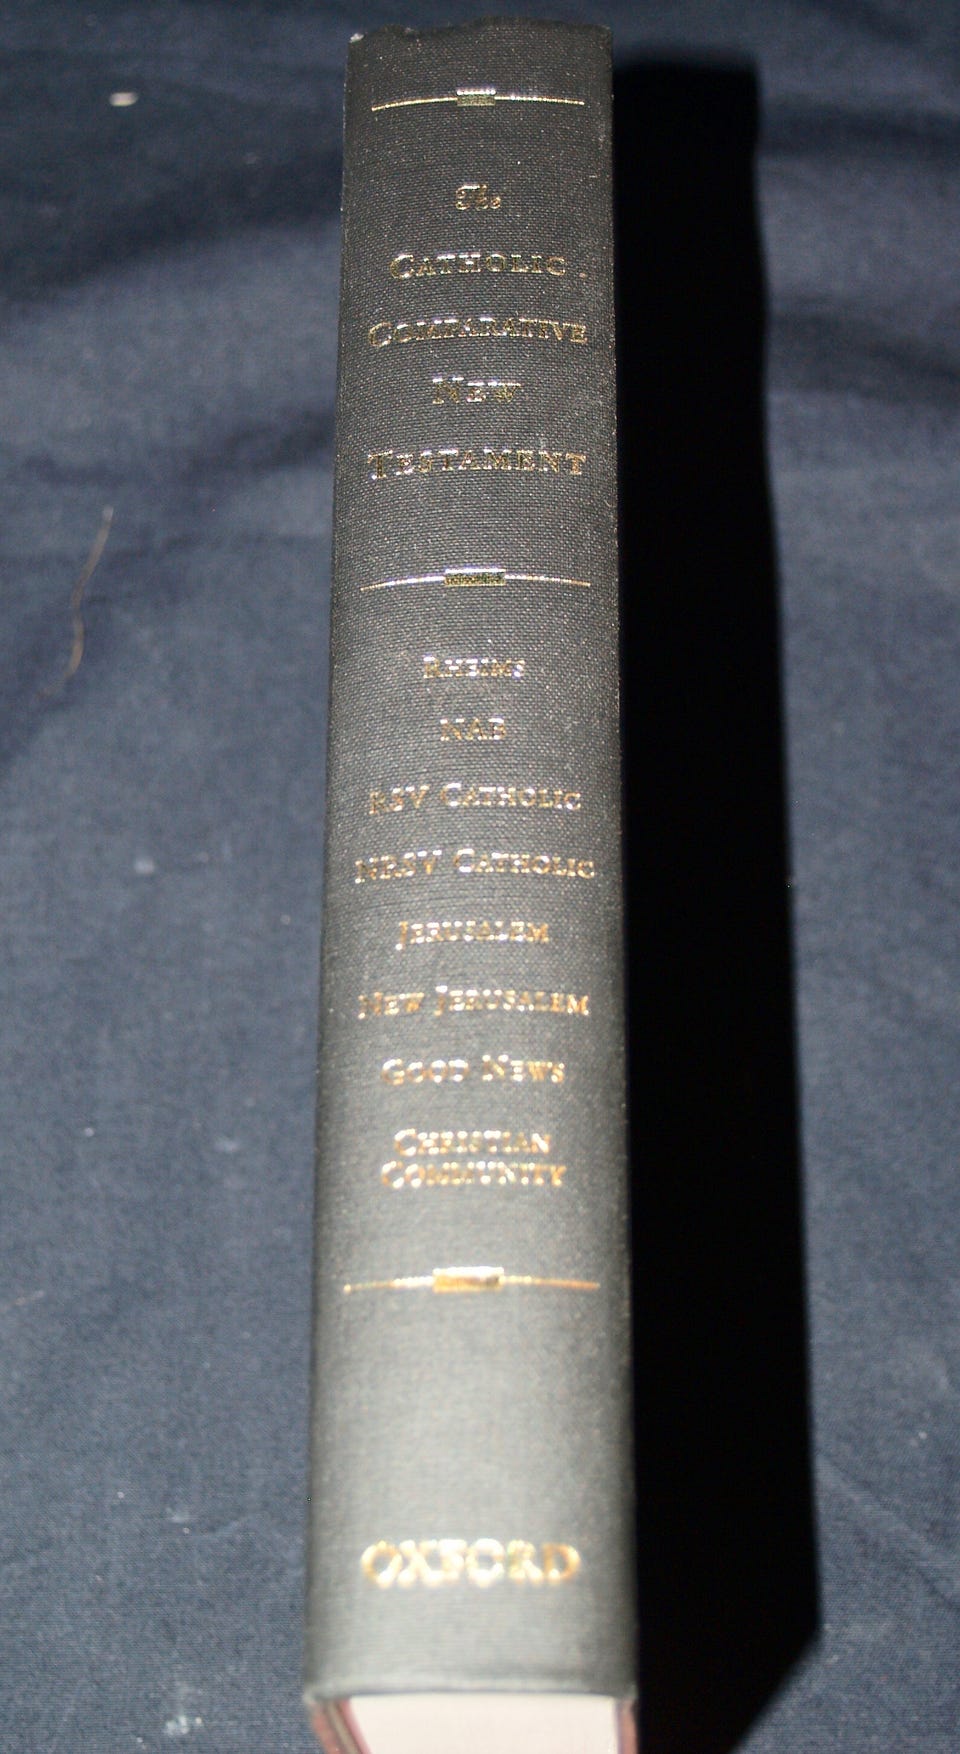 The
CATHOLIC
COMPARATIVE
NEW
TESTAMENT
RHEIMS
NAB
RSV CATHOLIC
NRSV CATHOLIC
JERUSALEM
NEW JERUSALEM
GOOD NEWS
CHRISTIAN
COMMUNITY
OXFORD